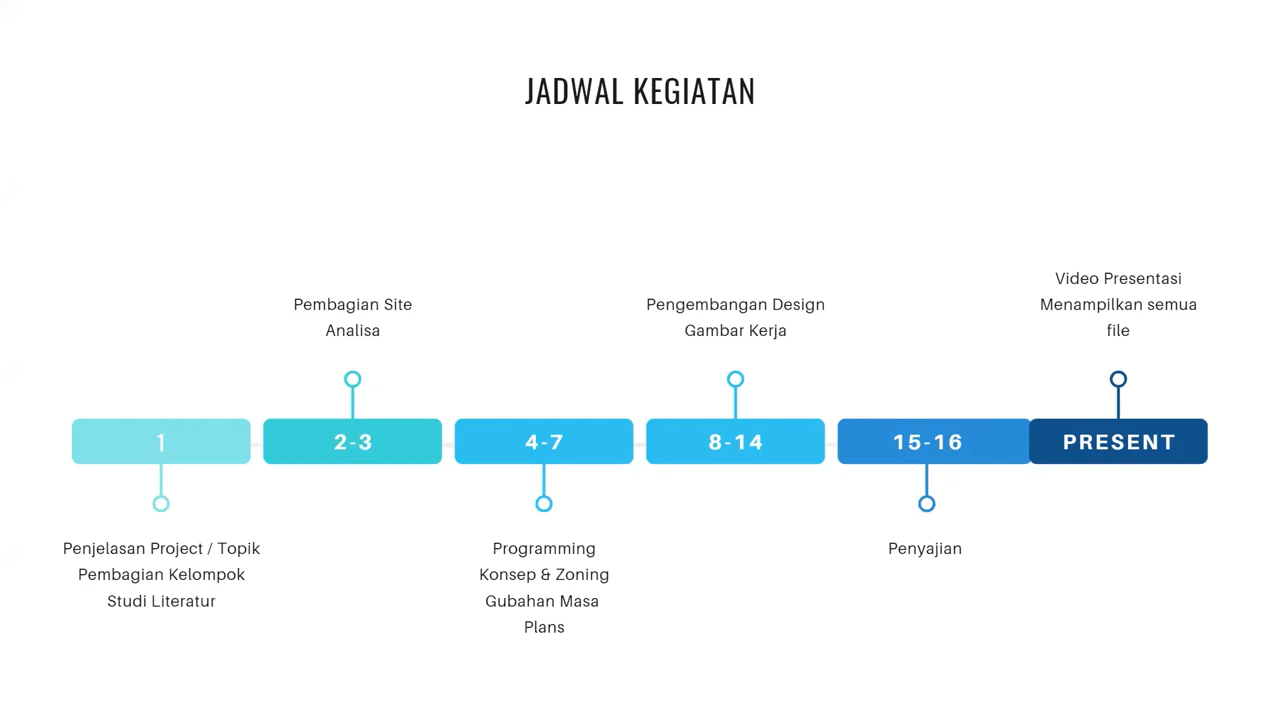 JADWAL KEGIATAN
Video Presentasi
Menampilkan semua
file
Pembagian Site
Analisa
Pengembangan Design
Gambar Kerja
1
2-3
4-7
8-14
15-16
PRESENT
Penjelasan Project / Topik
Pembagian Kelompok
Studi Literatur
Programming
Konsep & Zoning
Gubahan Masa
Plans
Penyajian